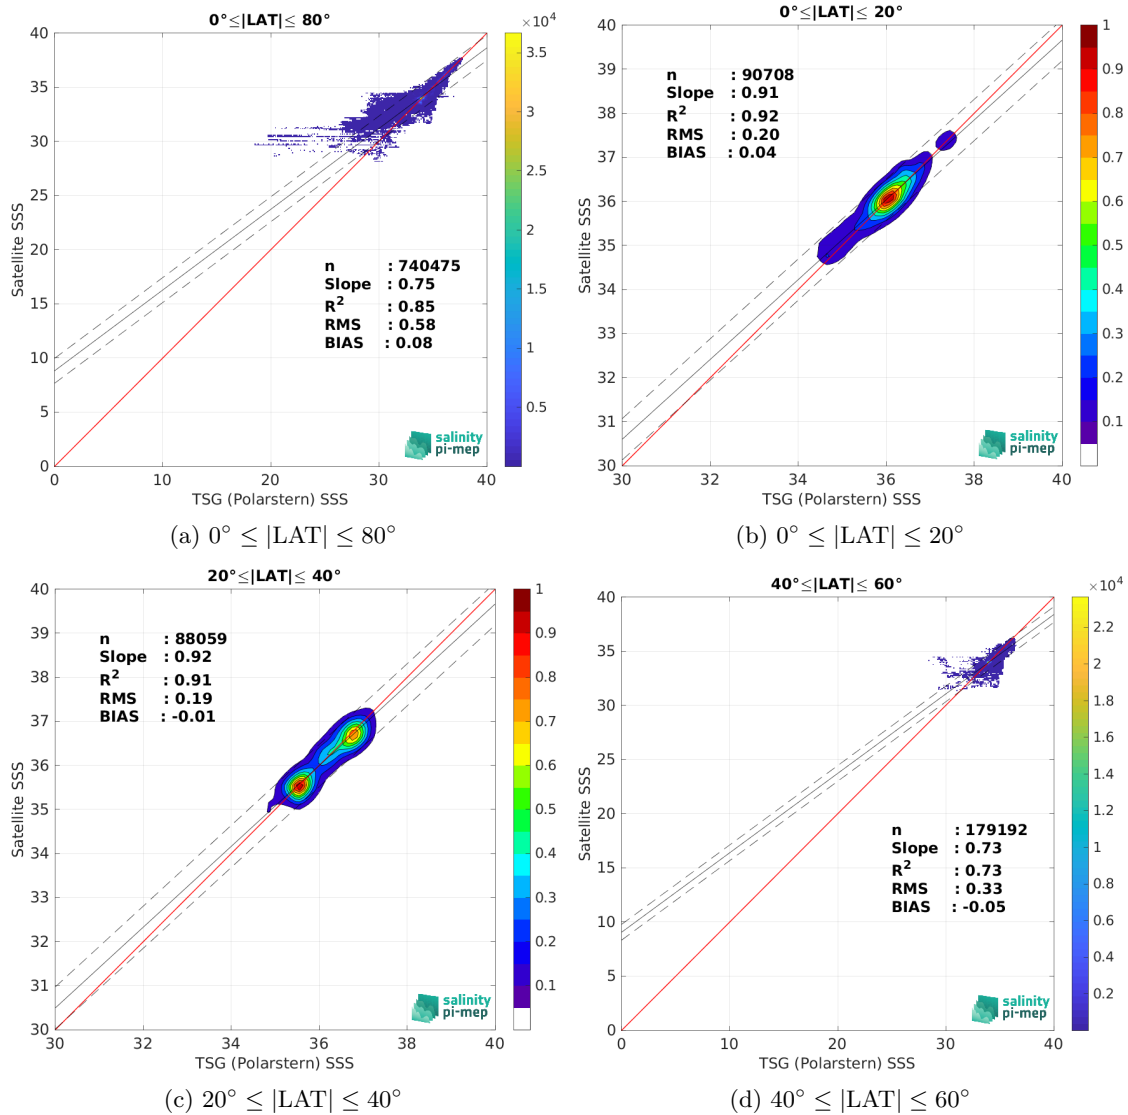 0°≤|LAT|≤ 80°
×10⁴
40
35
30
25
20
15
10
5
0
Satellite SSS
n : 740475
Slope : 0.75
R² : 0.85
RMS : 0.58
BIAS : 0.08
salinity
pi-mep
3.5
3
2.5
2
1.5
1
0.5
0 10 20 30 40
TSG (Polarstern) SSS
(a) 0° ≤ |LAT| ≤ 80°
0°≤|LAT|≤ 20°
40
39
38
37
36
35
34
33
32
31
30
Satellite SSS
n : 90708
Slope : 0.91
R² : 0.92
RMS : 0.20
BIAS : 0.04
salinity
pi-mep
1
0.9
0.8
0.7
0.6
0.5
0.4
0.3
0.2
0.1
30 32 34 36 38 40
TSG (Polarstern) SSS
(b) 0° ≤ |LAT| ≤ 20°
20°≤|LAT|≤ 40°
40
39
38
37
36
35
34
33
32
31
30
Satellite SSS
n : 88059
Slope : 0.92
R² : 0.91
RMS : 0.19
BIAS : -0.01
salinity
pi-mep
1
0.9
0.8
0.7
0.6
0.5
0.4
0.3
0.2
0.1
30 32 34 36 38 40
TSG (Polarstern) SSS
(c) 20° ≤ |LAT| ≤ 40°
40°≤|LAT|≤ 60°
×10⁴
40
35
30
25
20
15
10
5
0
Satellite SSS
n : 179192
Slope : 0.73
R² : 0.73
RMS : 0.33
BIAS : -0.05
salinity
pi-mep
2.2
2
1.8
1.6
1.4
1.2
1
0.8
0.6
0.4
0.2
0 10 20 30 40
TSG (Polarstern) SSS
(d) 40° ≤ |LAT| ≤ 60°